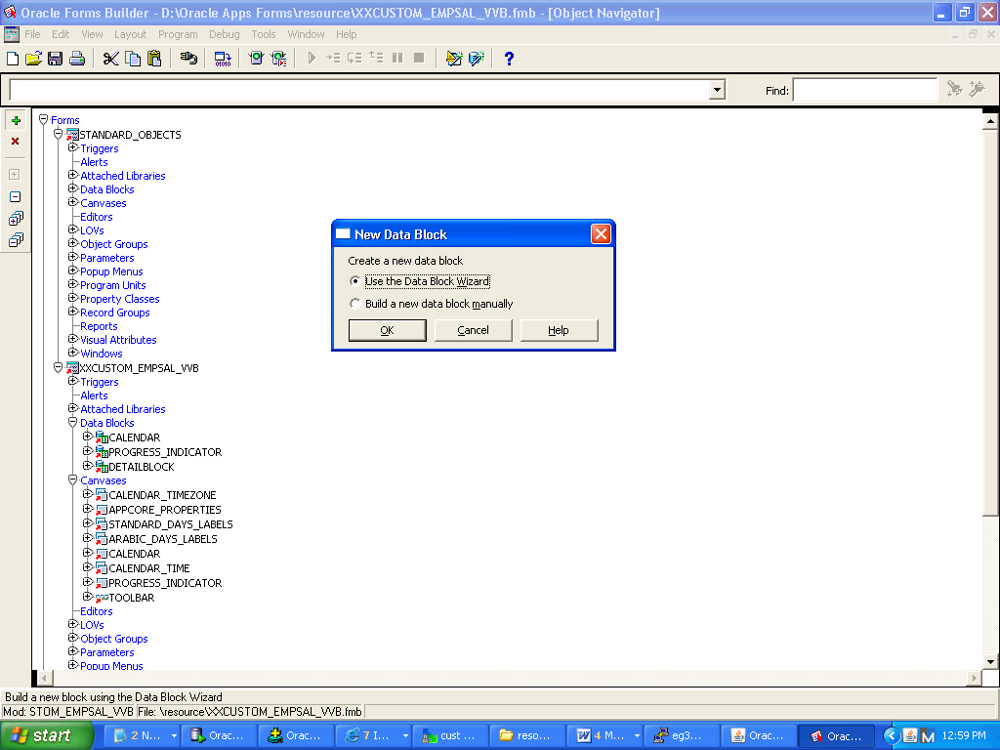 Oracle Forms Builder - D:\Oracle Apps Forms\resource\XXCUSTOM_EMPSAL_VVB.fmb - [Object Navigator]
File Edit View Layout Program Debug Tools Window Help
Find:
Forms
STANDARD_OBJECTS
Triggers
Alerts
Attached Libraries
Data Blocks
Canvases
Editors
LOVs
Object Groups
Parameters
Popup Menus
Program Units
Property Classes
Record Groups
Reports
Visual Attributes
Windows
XXCUSTOM_EMPSAL_VVB
Triggers
Alerts
Attached Libraries
Data Blocks
CALENDAR
PROGRESS_INDICATOR
DETAILBLOCK
Canvases
CALENDAR_TIMEZONE
APPCORE_PROPERTIES
STANDARD_DAYS_LABELS
ARABIC_DAYS_LABELS
CALENDAR
CALENDAR_TIME
PROGRESS_INDICATOR
TOOLBAR
Editors
LOVs
Object Groups
Parameters
Popup Menus
New Data Block
Create a new data block
Use the Data Block Wizard
Build a new data block manually
OK Cancel Help
Build a new block using the Data Block Wizard
Mod: STOM_EMPSAL_VVB File: \resource\XXCUSTOM_EMPSAL_VVB.fmb
start 2 N... Orac... Orac... 7 I... cust ... reso... 4 M... eg3... Orac... Orac... 12:59 PM